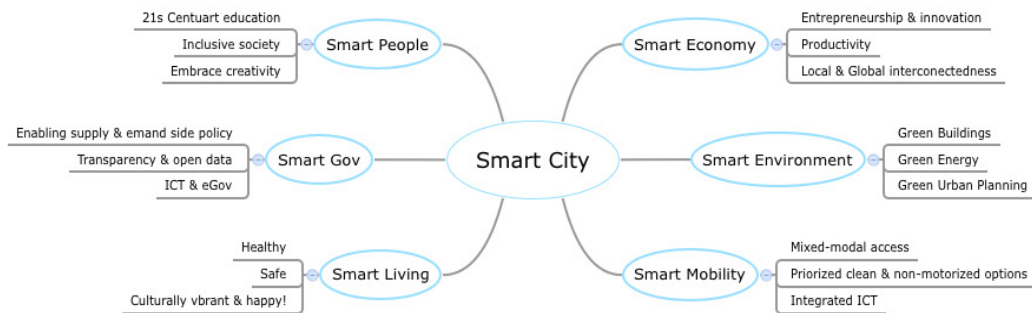 21s Centuart education
Inclusive society
Embrace creativity
Smart People
Smart Economy
Entrepreneurship & innovation
Productivity
Local & Global interconectedness
Enabling supply & emand side policy
Transparency & open data
ICT & eGov
Smart Gov
Smart City
Smart Environment
Green Buildings
Green Energy
Green Urban Planning
Healthy
Safe
Culturally vbrant & happy!
Smart Living
Smart Mobility
Mixed-modal access
Priorized clean & non-motorized options
Integrated ICT